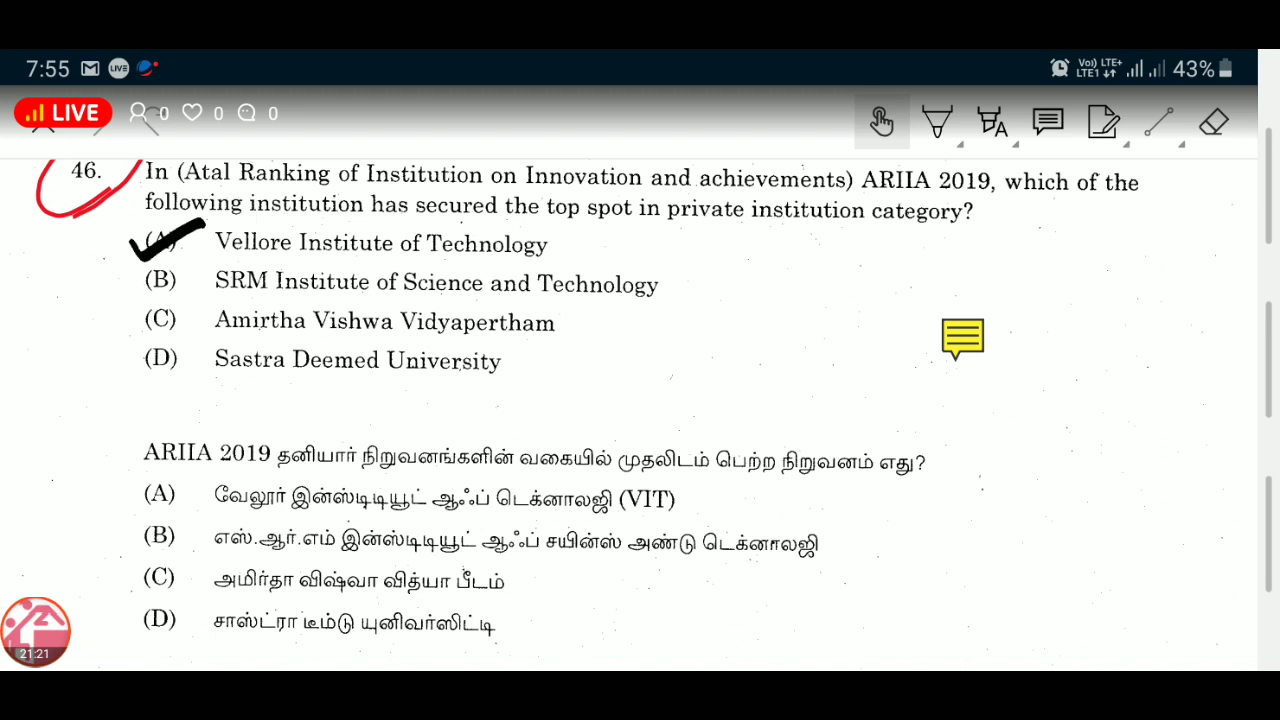 7:55 LIVE Vo) LTE+ LTE1 43%
LIVE 0 0 0
A
46. In (Atal Ranking of Institution on Innovation and achievements) ARIIA 2019, which of the
following institution has secured the top spot in private institution category?
(A) Vellore Institute of Technology
(B) SRM Institute of Science and Technology
(C) Amirtha Vishwa Vidyapertham
(D) Sastra Deemed University
ARIIA 2019 தனியார் நிறுவனங்களின் வகையில் முதலிடம் பெற்ற நிறுவனம் எது?
(A) வேலூர் இன்ஸ்டிடியூட் ஆஃப் டெக்னாலஜி (VIT)
(B) எஸ்.ஆர்.எம் இன்ஸ்டிடியூட் ஆஃப் சயின்ஸ் அண்டு டெக்னாலஜி
(C) அமிர்தா விஷ்வா வித்யா பீடம்
(D) சாஸ்ட்ரா டீம்டு யுனிவர்ஸிட்டி
21:21